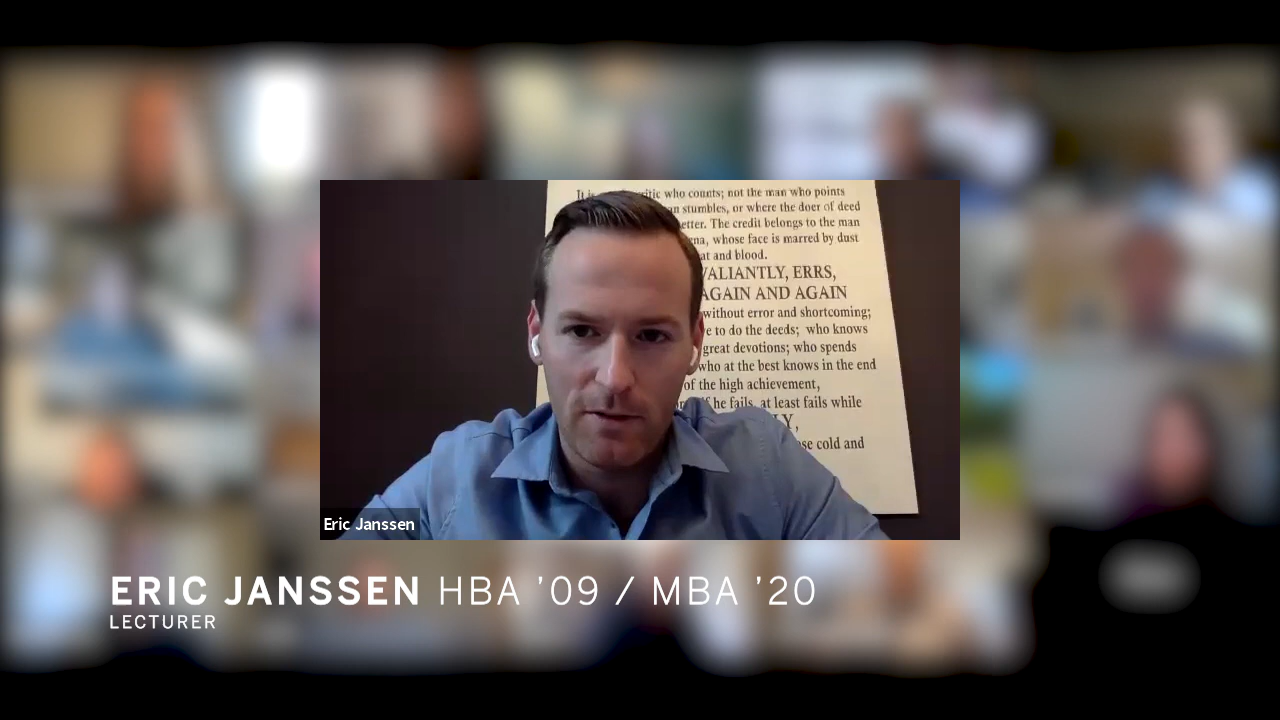 It is critic who counts; not the man who points
an stumbles, or where the doer of deed
etter. The credit belongs to the man
ena, whose face is marred by dust
at and blood.
VALIANTLY, ERRS,
AGAIN AND AGAIN
without error and shortcoming;
e to do the deeds; who knows
great devotions; who spends
who at the best knows in the end
of the high achievement,
if he fails, at least fails while
LY,
ose cold and
Eric Janssen
ERIC JANSSEN HBA ’09 / MBA ’20
LECTURER